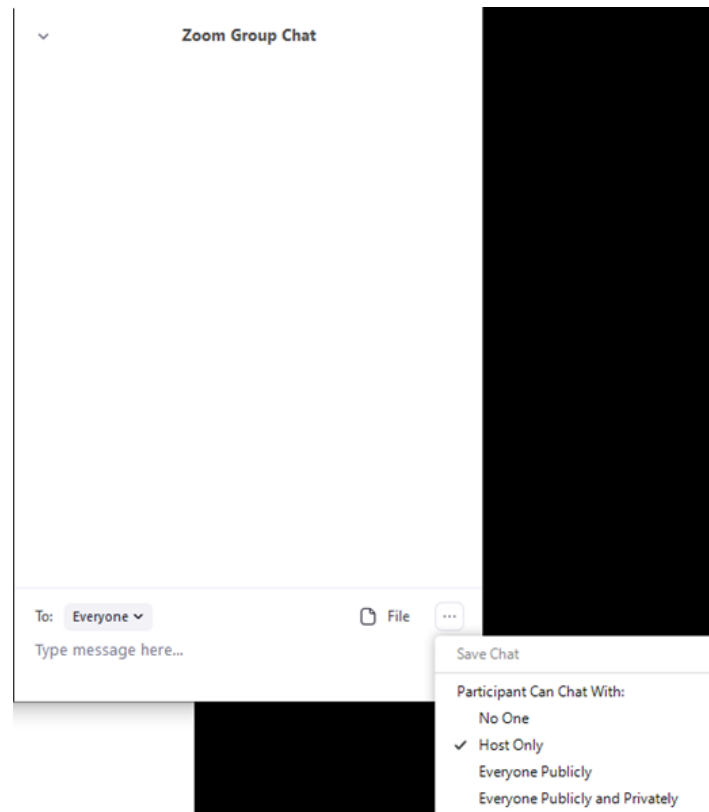 Zoom Group Chat
To: Everyone File ...
Type message here...
Save Chat
Participant Can Chat With:
No One
✓ Host Only
Everyone Publicly
Everyone Publicly and Privately